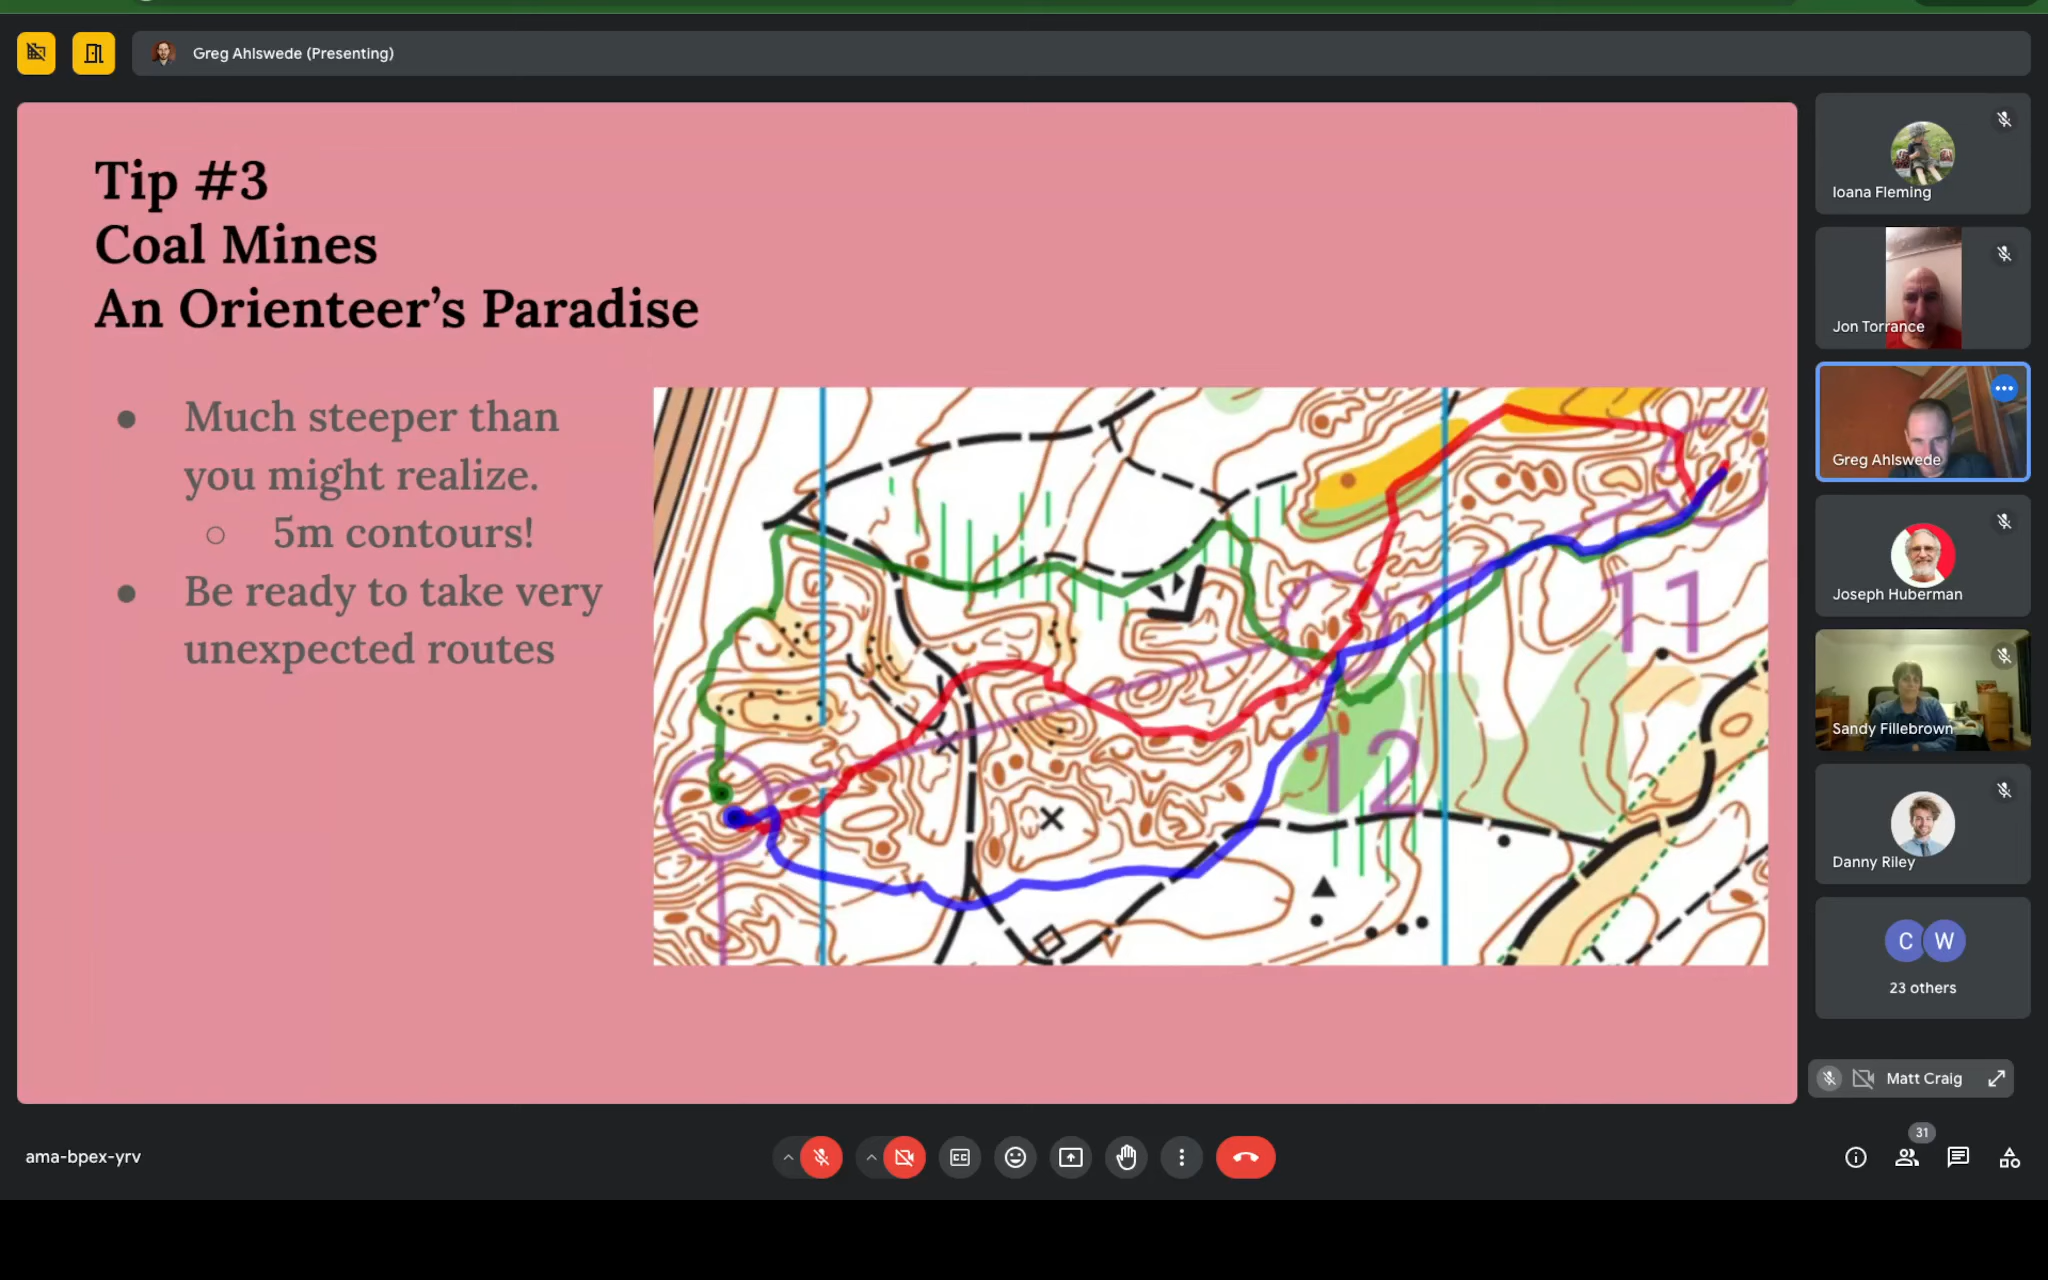 Greg Ahlswede (Presenting)
Tip #3
Coal Mines
An Orienteer’s Paradise
● Much steeper than
you might realize.
○ 5m contours!
● Be ready to take very
unexpected routes
11
12
Ioana Fleming
Jon Torrance
Greg Ahlswede
Joseph Huberman
Sandy Fillebrown
Danny Riley
C W
23 others
Matt Craig
ama-bpex-yrv
31